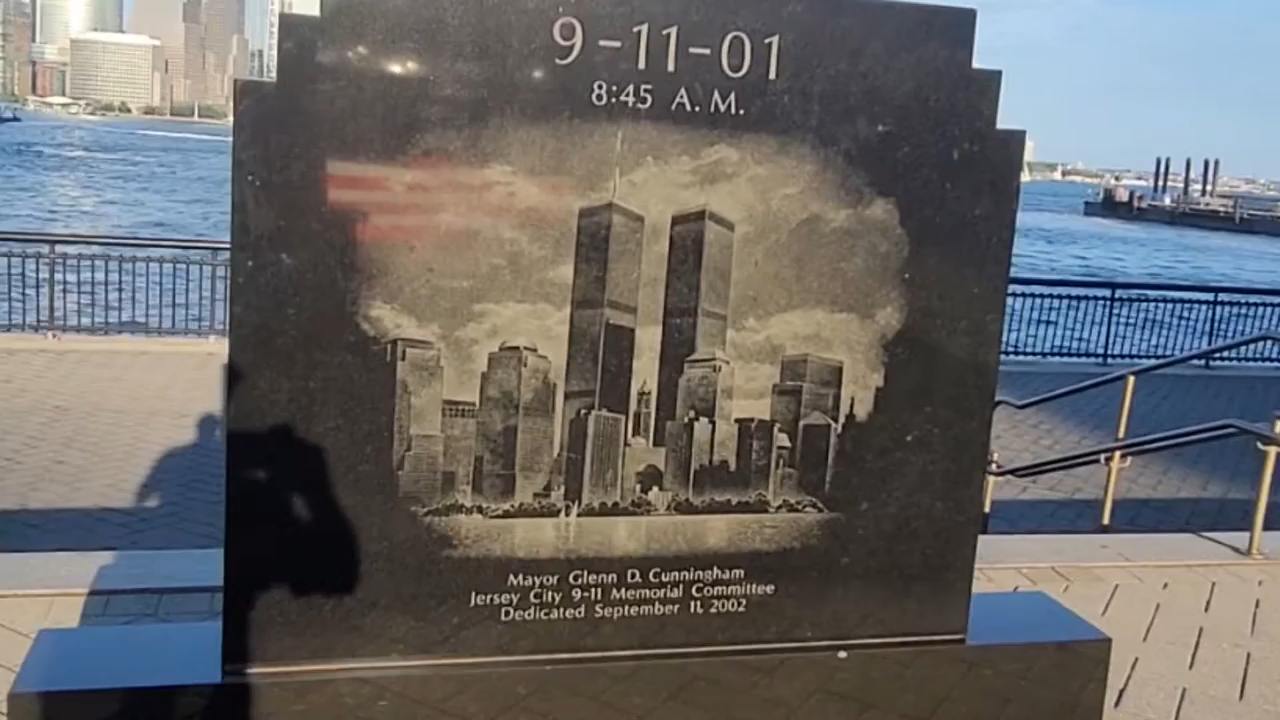 9-11-01
8:45 A.M.
Mayor Glenn D. Cunningham
Jersey City 9-11 Memorial Committee
Dedicated September 11, 2002